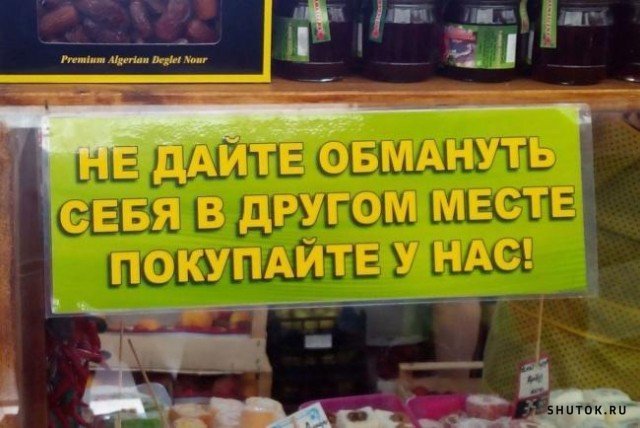 Premium Algerian Deglet Nour
НЕ ДАЙТЕ ОБМАНУТЬ
СЕБЯ В ДРУГОМ МЕСТЕ
ПОКУПАЙТЕ У НАС!
SHUTOK.RU